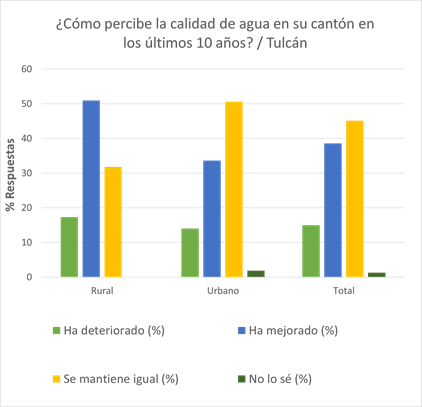 ¿Cómo percibe la calidad de agua en su cantón en
los últimos 10 años? / Tulcán
% Respuestas
60
50
40
30
20
10
0
Rural
Urbano
Total
Ha deteriorado (%)
Ha mejorado (%)
Se mantiene igual (%)
No lo sé (%)